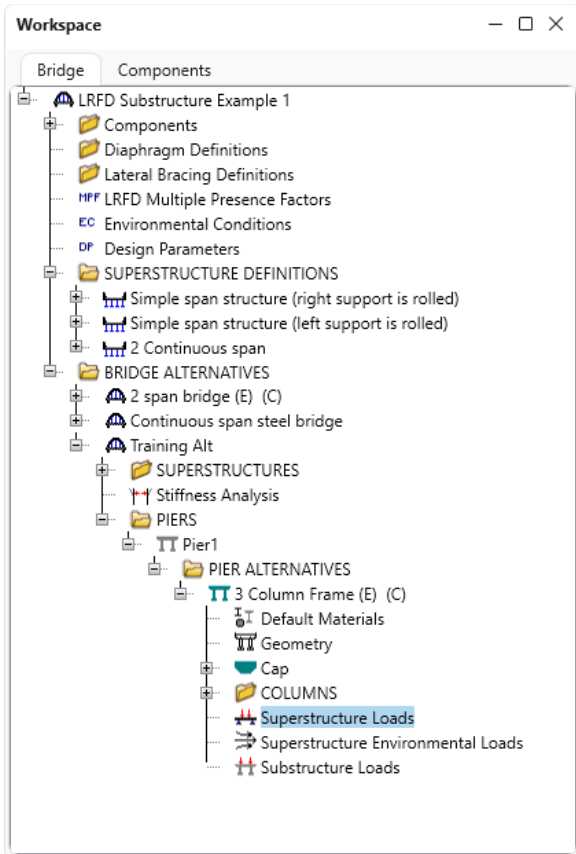 Workspace
Bridge Components
LRFD Substructure Example 1
Components
Diaphragm Definitions
Lateral Bracing Definitions
MPF LRFD Multiple Presence Factors
EC Environmental Conditions
DP Design Parameters
SUPERSTRUCTURE DEFINITIONS
Simple span structure (right support is rolled)
Simple span structure (left support is rolled)
2 Continuous span
BRIDGE ALTERNATIVES
2 span bridge (E) (C)
Continuous span steel bridge
Training Alt
SUPERSTRUCTURES
Stiffness Analysis
PIERS
Pier1
PIER ALTERNATIVES
3 Column Frame (E) (C)
Default Materials
Geometry
Cap
COLUMNS
Superstructure Loads
Superstructure Environmental Loads
Substructure Loads